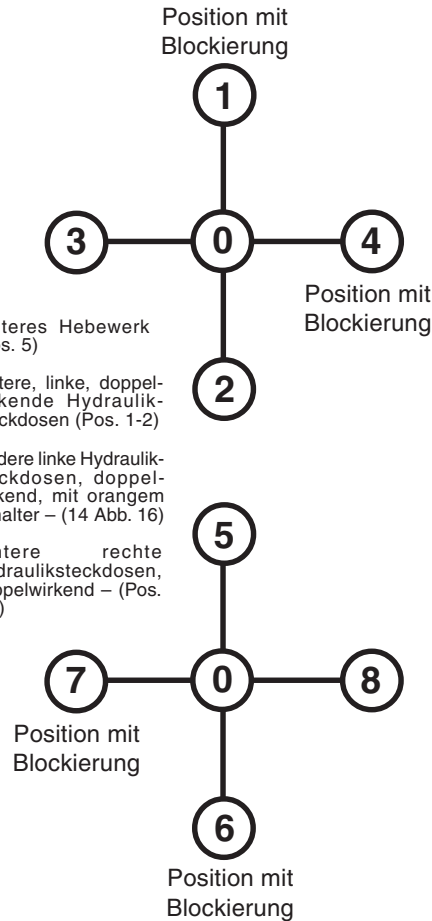 Position mit
Blockierung
1
3
0
4
Position mit
Blockierung
2
teres Hebewerk
s. 5)
tere, linke, doppel-
kende Hydraulik-
ckdosen (Pos. 1-2)
dere linke Hydraulik-
ckdosen, doppel-
kend, mit orangem
halter – (14 Abb. 16)
ntere rechte
drauliksteckdosen,
ppelwirkend – (Pos.
)
5
7
0
8
Position mit
Blockierung
6
Position mit
Blockierung